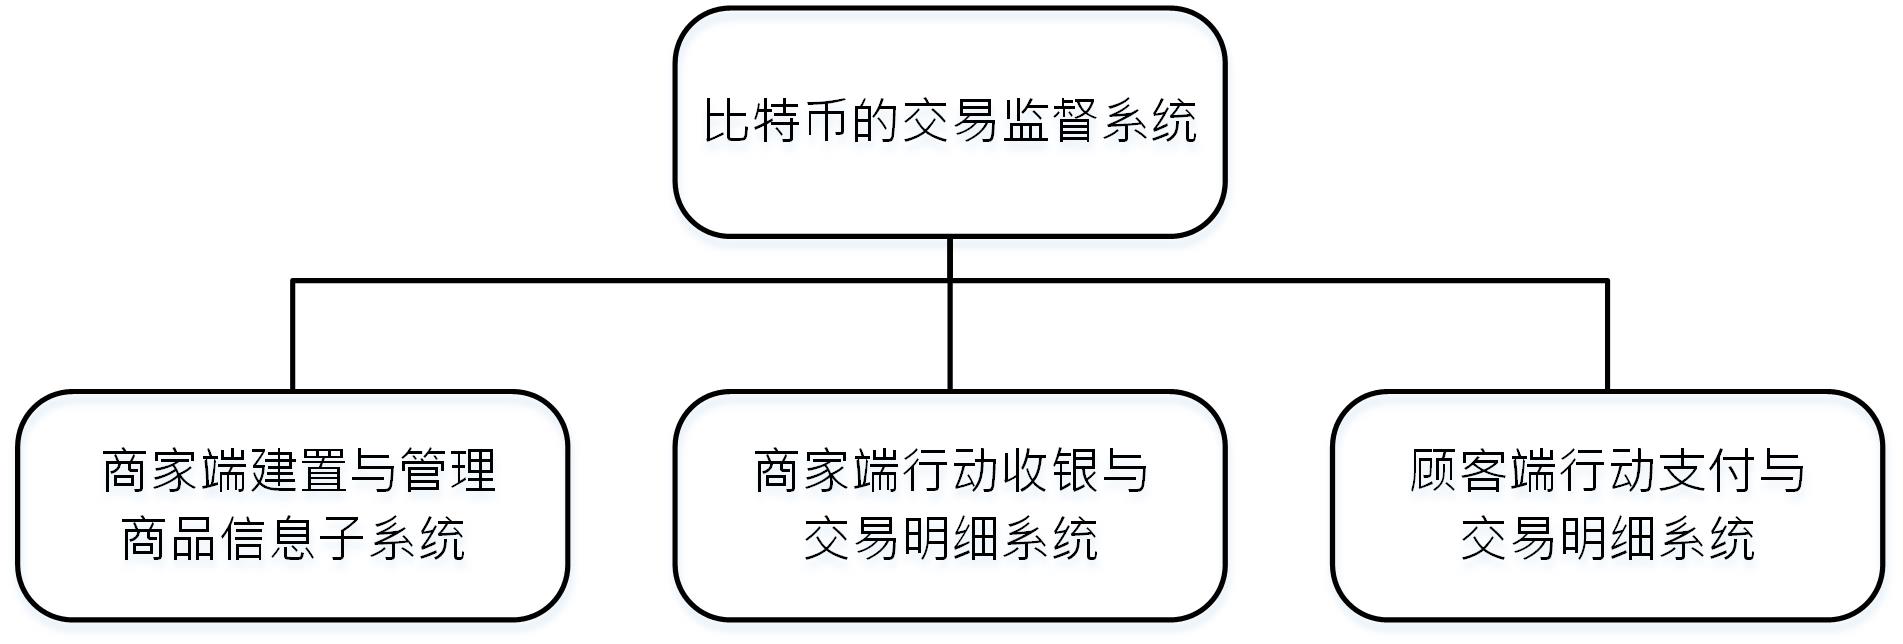 比特币的交易监督系统
商家端建置与管理
商品信息子系统
商家端行动收银与
交易明细系统
顾客端行动支付与
交易明细系统